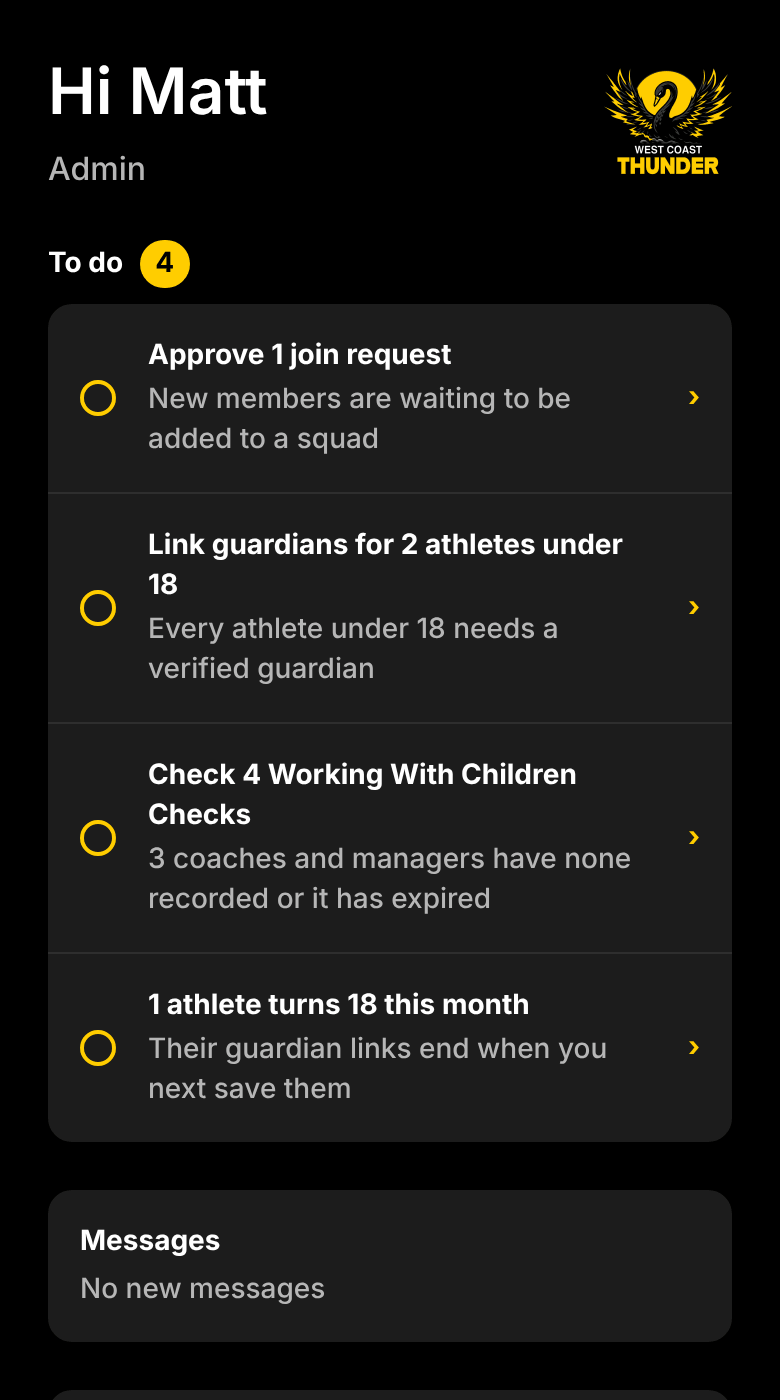 Hi Matt
Admin
WEST COAST
THUNDER
To do 4
Approve 1 join request
New members are waiting to be
added to a squad
Link guardians for 2 athletes under
18
Every athlete under 18 needs a
verified guardian
Check 4 Working With Children
Checks
3 coaches and managers have none
recorded or it has expired
1 athlete turns 18 this month
Their guardian links end when you
next save them
Messages
No new messages